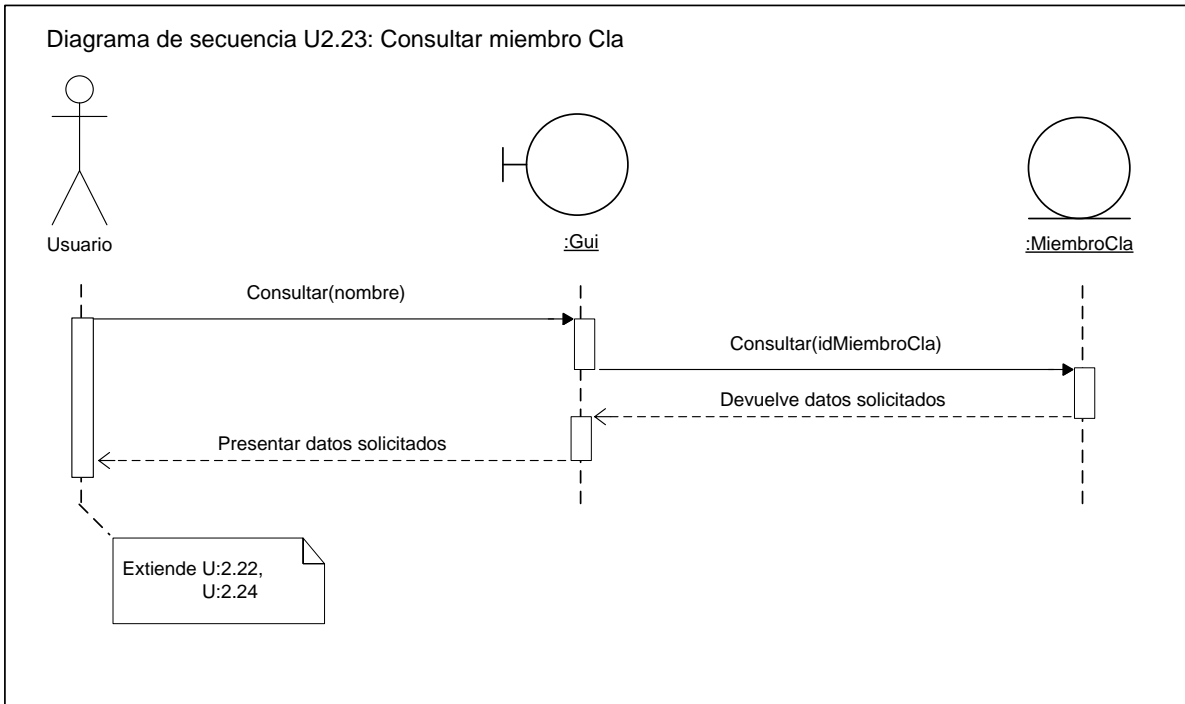 Diagrama de secuencia U2.23: Consultar miembro Cla
Usuario
:Gui
:MiembroCla
Consultar(nombre)
Consultar(idMiembroCla)
Devuelve datos solicitados
Presentar datos solicitados
Extiende U:2.22,
U:2.24